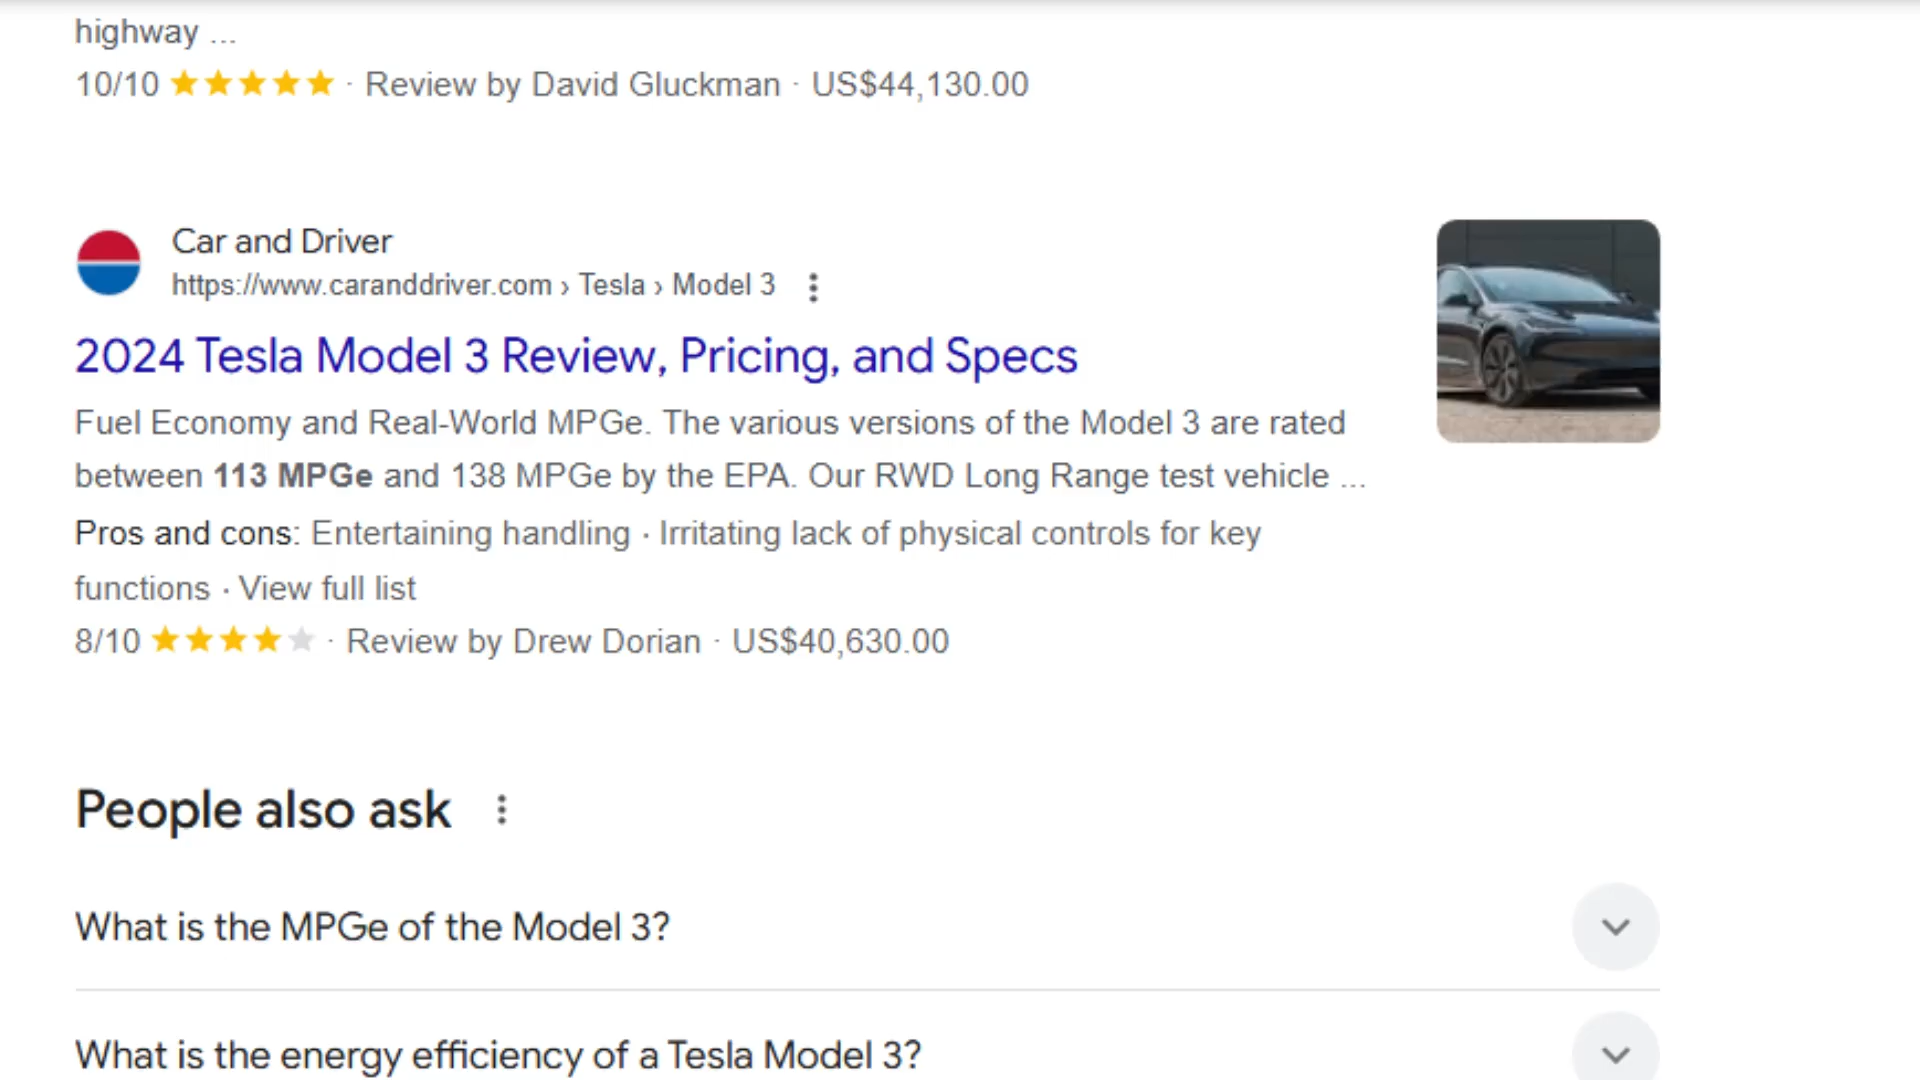 highway ...
10/10 · Review by David Gluckman · US$44,130.00
Car and Driver
https://www.caranddriver.com › Tesla › Model 3
2024 Tesla Model 3 Review, Pricing, and Specs
Fuel Economy and Real-World MPGe. The various versions of the Model 3 are rated
between 113 MPGe and 138 MPGe by the EPA. Our RWD Long Range test vehicle ...
Pros and cons: Entertaining handling · Irritating lack of physical controls for key
functions · View full list
8/10 · Review by Drew Dorian · US$40,630.00
People also ask
What is the MPGe of the Model 3?
What is the energy efficiency of a Tesla Model 3?